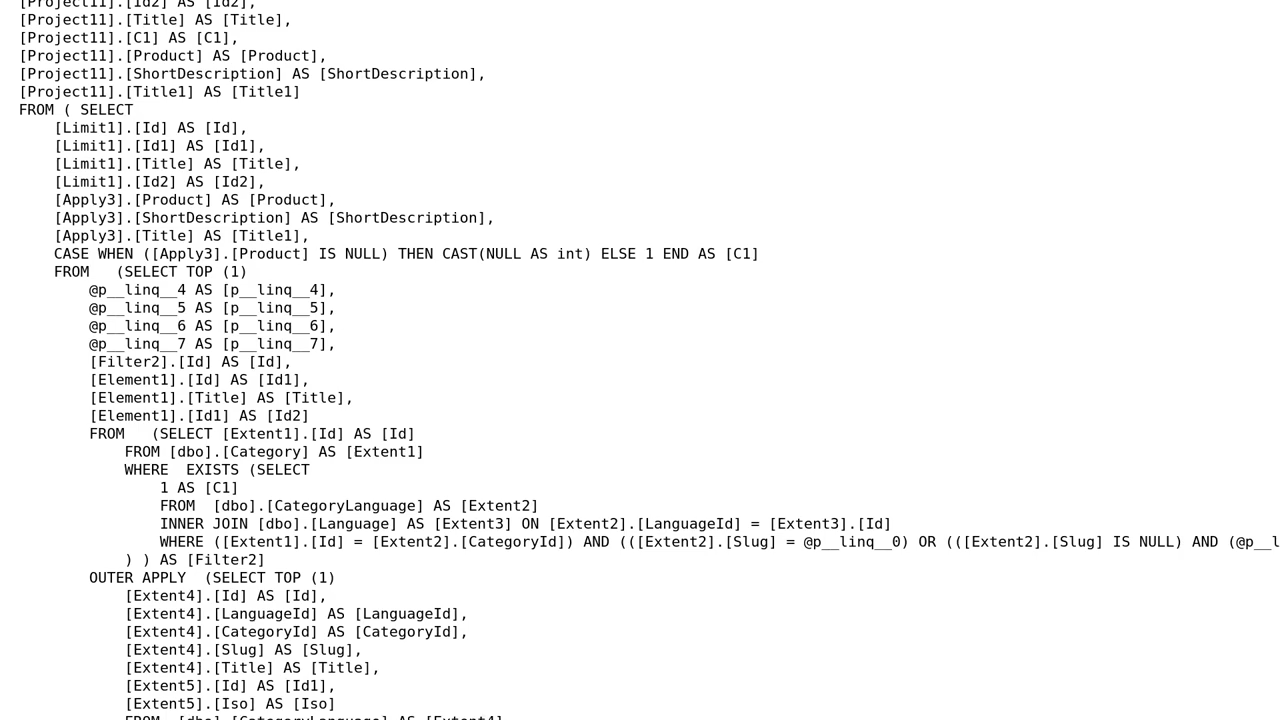 [Project11].[Id2] AS [Id2],
[Project11].[Title] AS [Title],
[Project11].[C1] AS [C1],
[Project11].[Product] AS [Product],
[Project11].[ShortDescription] AS [ShortDescription],
[Project11].[Title1] AS [Title1]
FROM ( SELECT
    [Limit1].[Id] AS [Id],
    [Limit1].[Id1] AS [Id1],
    [Limit1].[Title] AS [Title],
    [Limit1].[Id2] AS [Id2],
    [Apply3].[Product] AS [Product],
    [Apply3].[ShortDescription] AS [ShortDescription],
    [Apply3].[Title] AS [Title1],
    CASE WHEN ([Apply3].[Product] IS NULL) THEN CAST(NULL AS int) ELSE 1 END AS [C1]
    FROM   (SELECT TOP (1)
        @p__linq__4 AS [p__linq__4],
        @p__linq__5 AS [p__linq__5],
        @p__linq__6 AS [p__linq__6],
        @p__linq__7 AS [p__linq__7],
        [Filter2].[Id] AS [Id],
        [Element1].[Id] AS [Id1],
        [Element1].[Title] AS [Title],
        [Element1].[Id1] AS [Id2]
        FROM   (SELECT [Extent1].[Id] AS [Id]
            FROM [dbo].[Category] AS [Extent1]
            WHERE  EXISTS (SELECT
                1 AS [C1]
                FROM  [dbo].[CategoryLanguage] AS [Extent2]
                INNER JOIN [dbo].[Language] AS [Extent3] ON [Extent2].[LanguageId] = [Extent3].[Id]
                WHERE ([Extent1].[Id] = [Extent2].[CategoryId]) AND (([Extent2].[Slug] = @p__linq__0) OR (([Extent2].[Slug] IS NULL) AND (@p__l
            ) ) AS [Filter2]
        OUTER APPLY  (SELECT TOP (1)
            [Extent4].[Id] AS [Id],
            [Extent4].[LanguageId] AS [LanguageId],
            [Extent4].[CategoryId] AS [CategoryId],
            [Extent4].[Slug] AS [Slug],
            [Extent4].[Title] AS [Title],
            [Extent5].[Id] AS [Id1],
            [Extent5].[Iso] AS [Iso]
            FROM  [dbo].[CategoryLanguage] AS [Extent4]